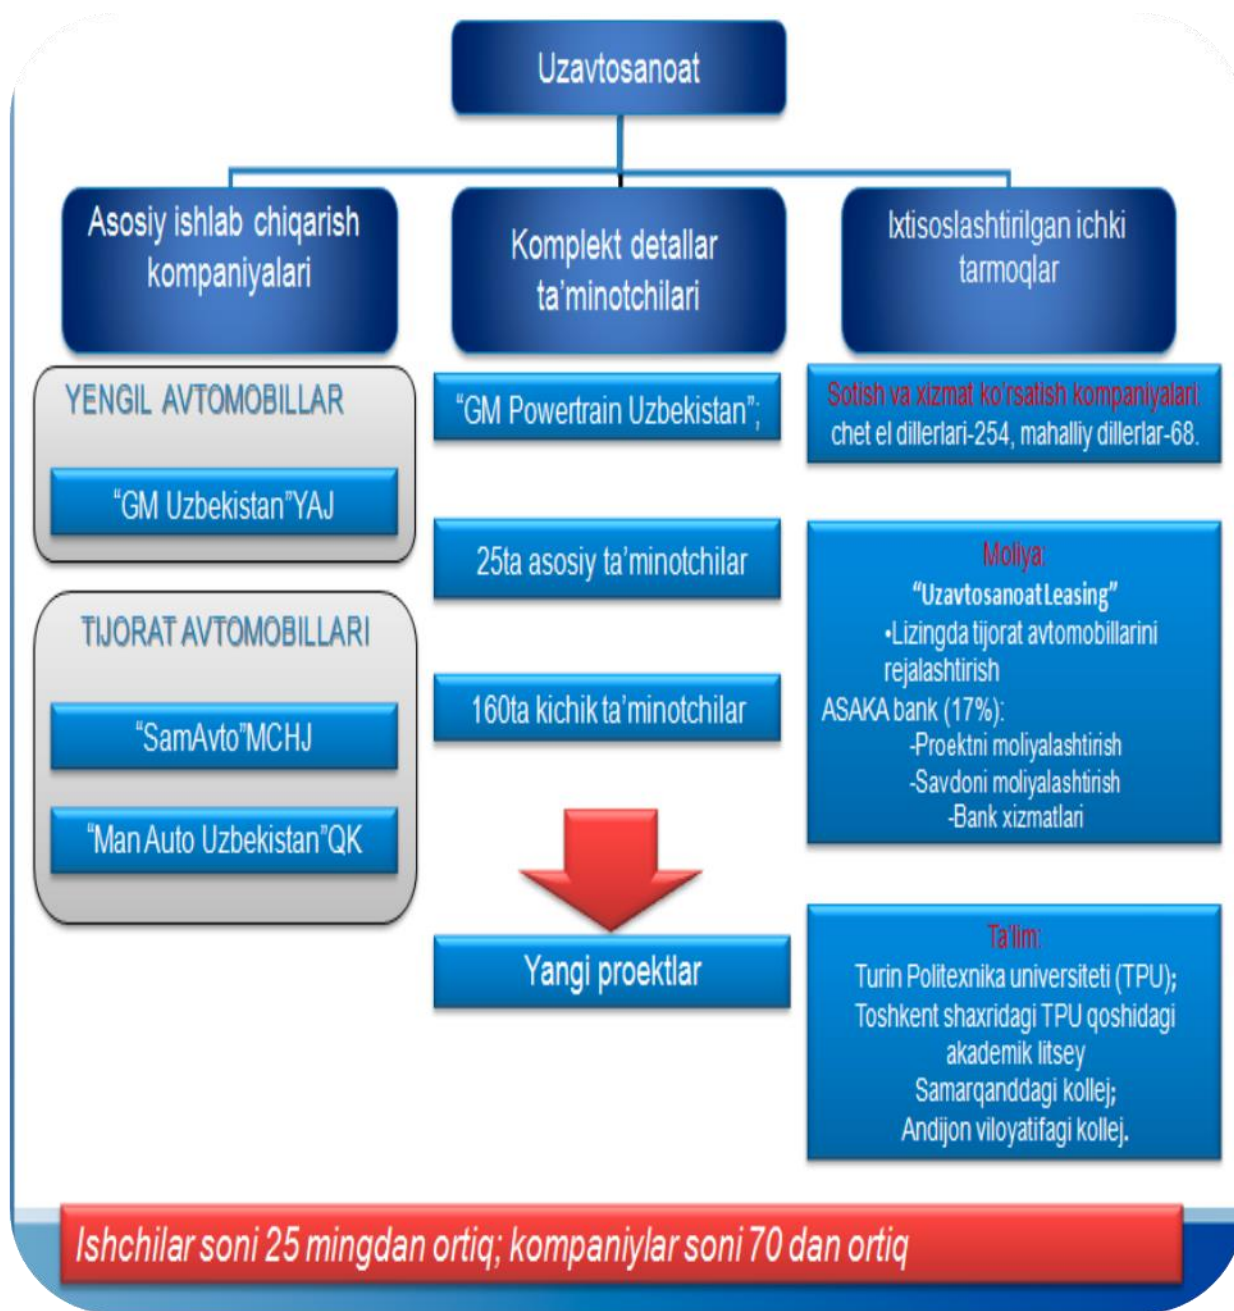 Uzavtosanoat
Asosiy ishlab chiqarish
kompaniyalari
YENGIL AVTOMOBILLAR
“GM Uzbekistan”YAJ
TIJORAT AVTOMOBILLARI
“SamAvto”MCHJ
“Man Auto Uzbekistan”QK
Komplekt detallar
ta’minotchilari
“GM Powertrain Uzbekistan”;
25ta asosiy ta’minotchilar
160ta kichik ta’minotchilar
Yangi proektlar
Ixtisoslashtirilgan ichki
tarmoqlar
Sotish va xizmat ko’rsatish kompaniyalari:
chet el dillerlari-254, mahalliy dillerlar-68.
Moliya:
“UzavtosanoatLeasing”
•Lizingda tijorat avtomobillarini
rejalashtirish
ASAKA bank (17%):
-Proektni moliyalashtirish
-Savdoni moliyalashtirish
-Bank xizmatlari
Ta’lim:
Turin Politexnika universiteti (TPU);
Toshkent shaxridagi TPU qoshidagi
akademik litsey
Samarqanddagi kollej;
Andijon viloyatifagi kollej.
Ishchilar soni 25 mingdan ortiq; kompaniylar soni 70 dan ortiq